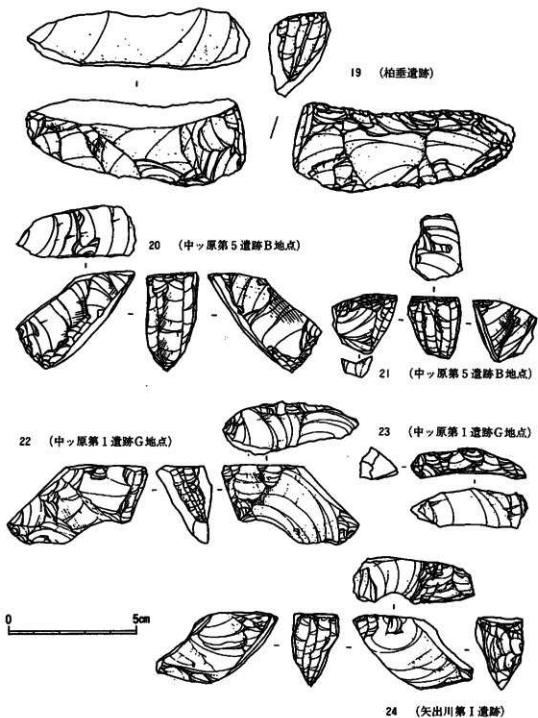 19 (柏垂遺跡)
20 (中ッ原第5遺跡B地点)
21 (中ッ原第5遺跡B地点)
22 (中ッ原第1遺跡G地点)
23 (中ッ原第1遺跡G地点)
0 5cm
24 (矢出川第I遺跡)